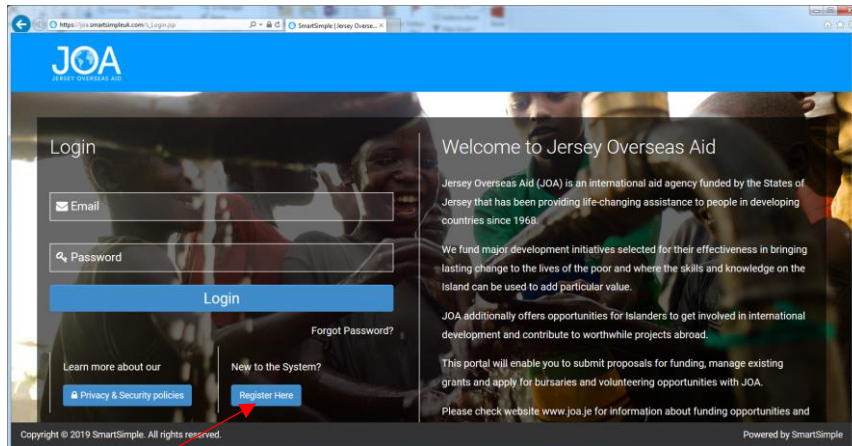 https://joa.smartsimpleuk.com/s_Login.jsp
SmartSimple | Jersey Overse...
JOA
JERSEY OVERSEAS AID
Login
Email
Password
Login
Forgot Password?
Learn more about our
Privacy & Security policies
New to the System?
Register Here
Welcome to Jersey Overseas Aid
Jersey Overseas Aid (JOA) is an international aid agency funded by the States of
Jersey that has been providing life-changing assistance to people in developing
countries since 1968.
We fund major development initiatives selected for their effectiveness in bringing
lasting change to the lives of the poor and where the skills and knowledge on the
Island can be used to add particular value.
JOA additionally offers opportunities for Islanders to get involved in international
development and contribute to worthwhile projects abroad.
This portal will enable you to submit proposals for funding, manage existing
grants and apply for bursaries and volunteering opportunities with JOA.
Please check website www.joa.je for information about funding opportunities and
Copyright © 2019 SmartSimple. All rights reserved.
Powered by SmartSimple